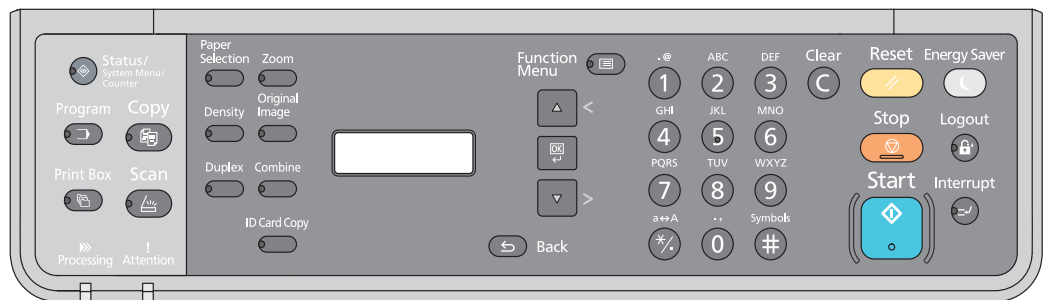 Status/
System Menu/
Counter
Program
Copy
Print Box
Scan
Processing
!
Attention
Paper
Selection
Zoom
Density
Original
Image
Duplex
Combine
ID Card Copy
Function
Menu
<
OK
>
Back
.@
ABC
DEF
1
2
3
GHI
JKL
MNO
4
5
6
PQRS
TUV
WXYZ
7
8
9
a↔A
.,
Symbols
*/.
0
#
Clear
C
Reset
Energy Saver
Stop
Logout
Start
Interrupt